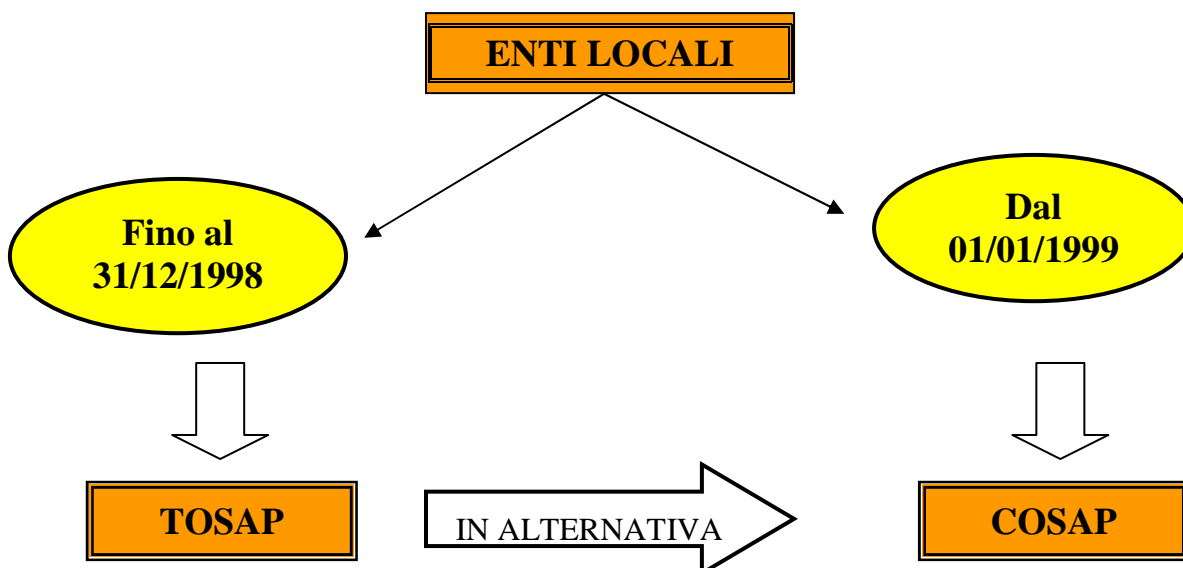 ENTI LOCALI
Fino al
31/12/1998
Dal
01/01/1999
TOSAP
IN ALTERNATIVA
COSAP